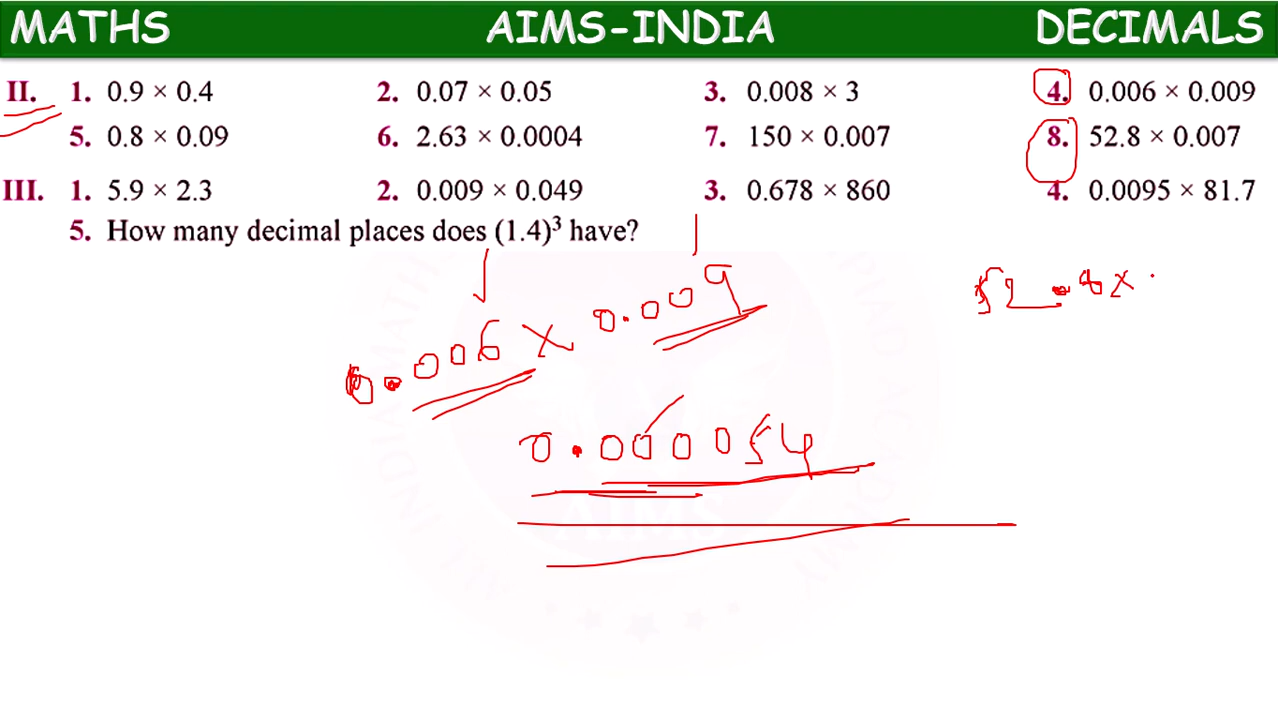 MATHS AIMS-INDIA DECIMALS
II. 1. 0.9 × 0.4 2. 0.07 × 0.05 3. 0.008 × 3 4. 0.006 × 0.009
5. 0.8 × 0.09 6. 2.63 × 0.0004 7. 150 × 0.007 8. 52.8 × 0.007
III. 1. 5.9 × 2.3 2. 0.009 × 0.049 3. 0.678 × 860 4. 0.0095 × 81.7
5. How many decimal places does (1.4)³ have?
0.006 × 0.009
52.8 ×
0.000054
AIMS